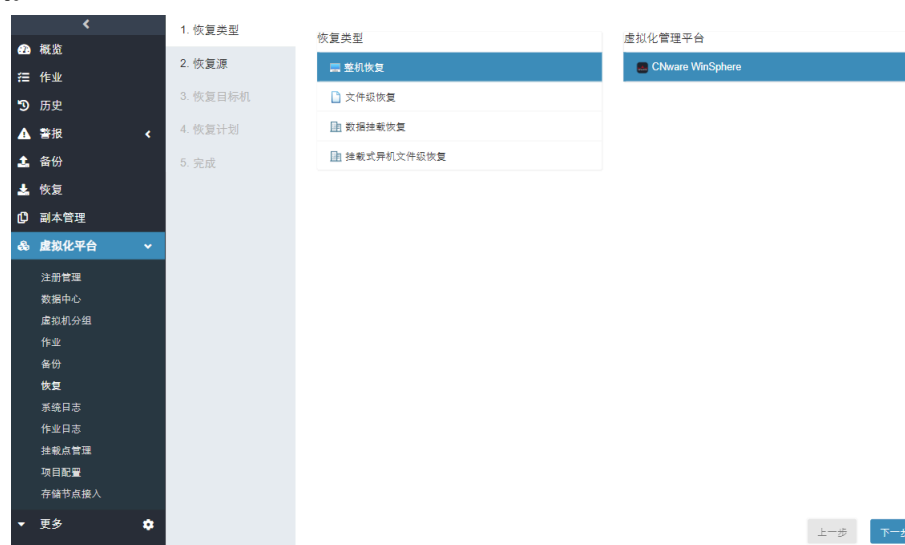 概览
作业
历史
警报
备份
恢复
副本管理
虚拟化平台
注册管理
数据中心
虚拟机分组
作业
备份
恢复
系统日志
作业日志
挂载点管理
项目配置
存储节点接入
更多
1. 恢复类型
2. 恢复源
3. 恢复目标机
4. 恢复计划
5. 完成
恢复类型
整机恢复
文件级恢复
数据挂载恢复
挂载式异机文件级恢复
虚拟化管理平台
CNware WinSphere
上一步
下一步